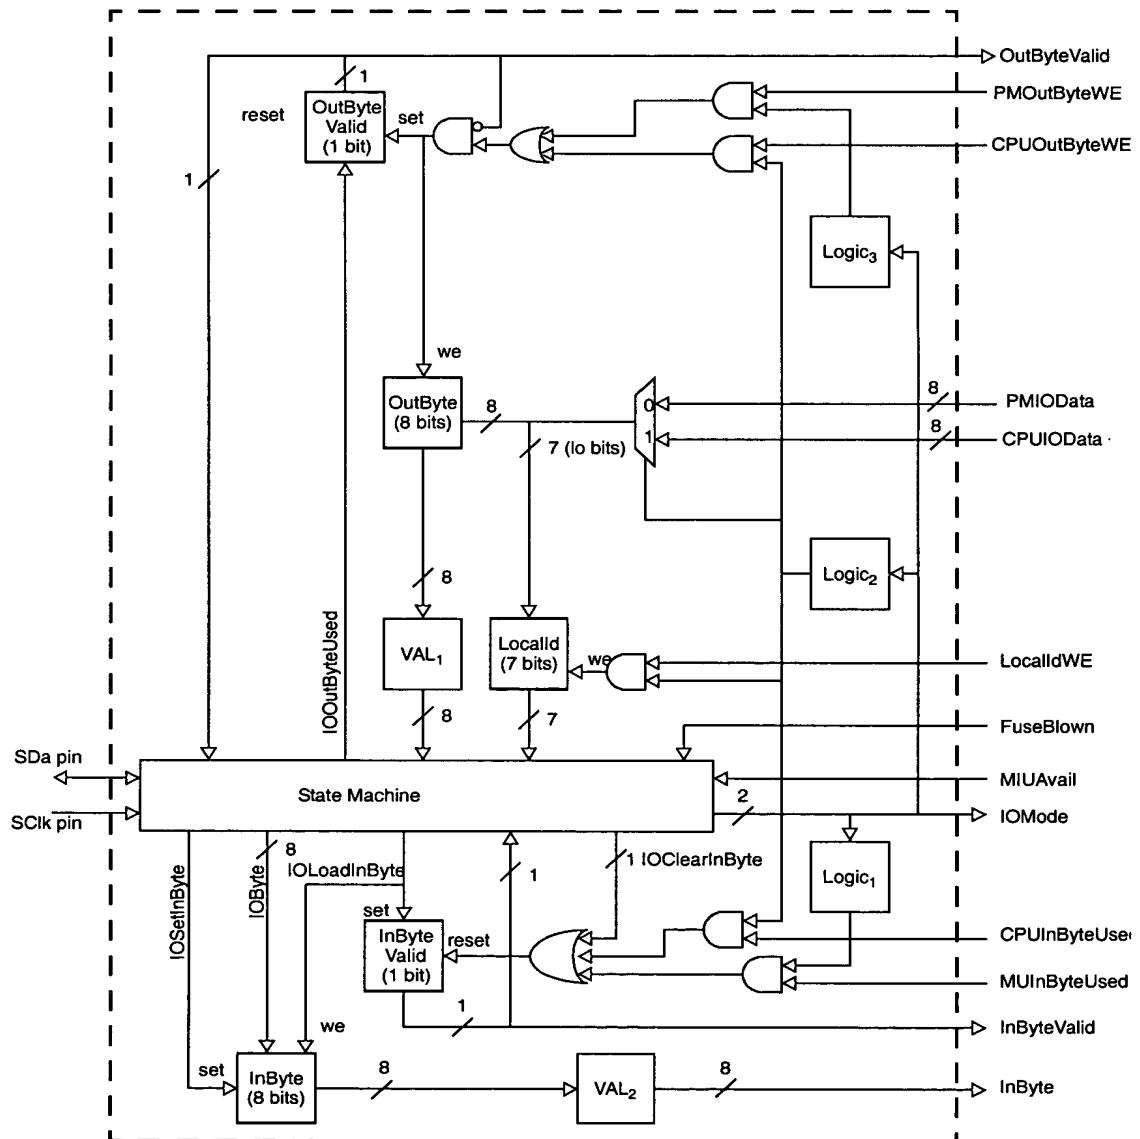 OutByteValid
1
PMOutByteWE
reset
OutByte
Valid
(1 bit)
set
CPUOutByteWE
1
Logic3
we
8
PMIOData
0
OutByte
(8 bits)
8
8
CPUIOData
1
7 (lo bits)
8
Logic2
IOOutByteUsed
VAL1
LocalId
(7 bits)
we
LocalIdWE
8
7
FuseBlown
SDa pin
MIUAvail
State Machine
2
IOMode
SClk pin
IOSetInByte
IOByte
8
IOLoadInByte
1
1
IOClearInByte
Logic1
set
InByte
Valid
(1 bit)
reset
CPUInByteUse
MUInByteUsed
1
we
InByteValid
set
InByte
(8 bits)
8
VAL2
8
InByte